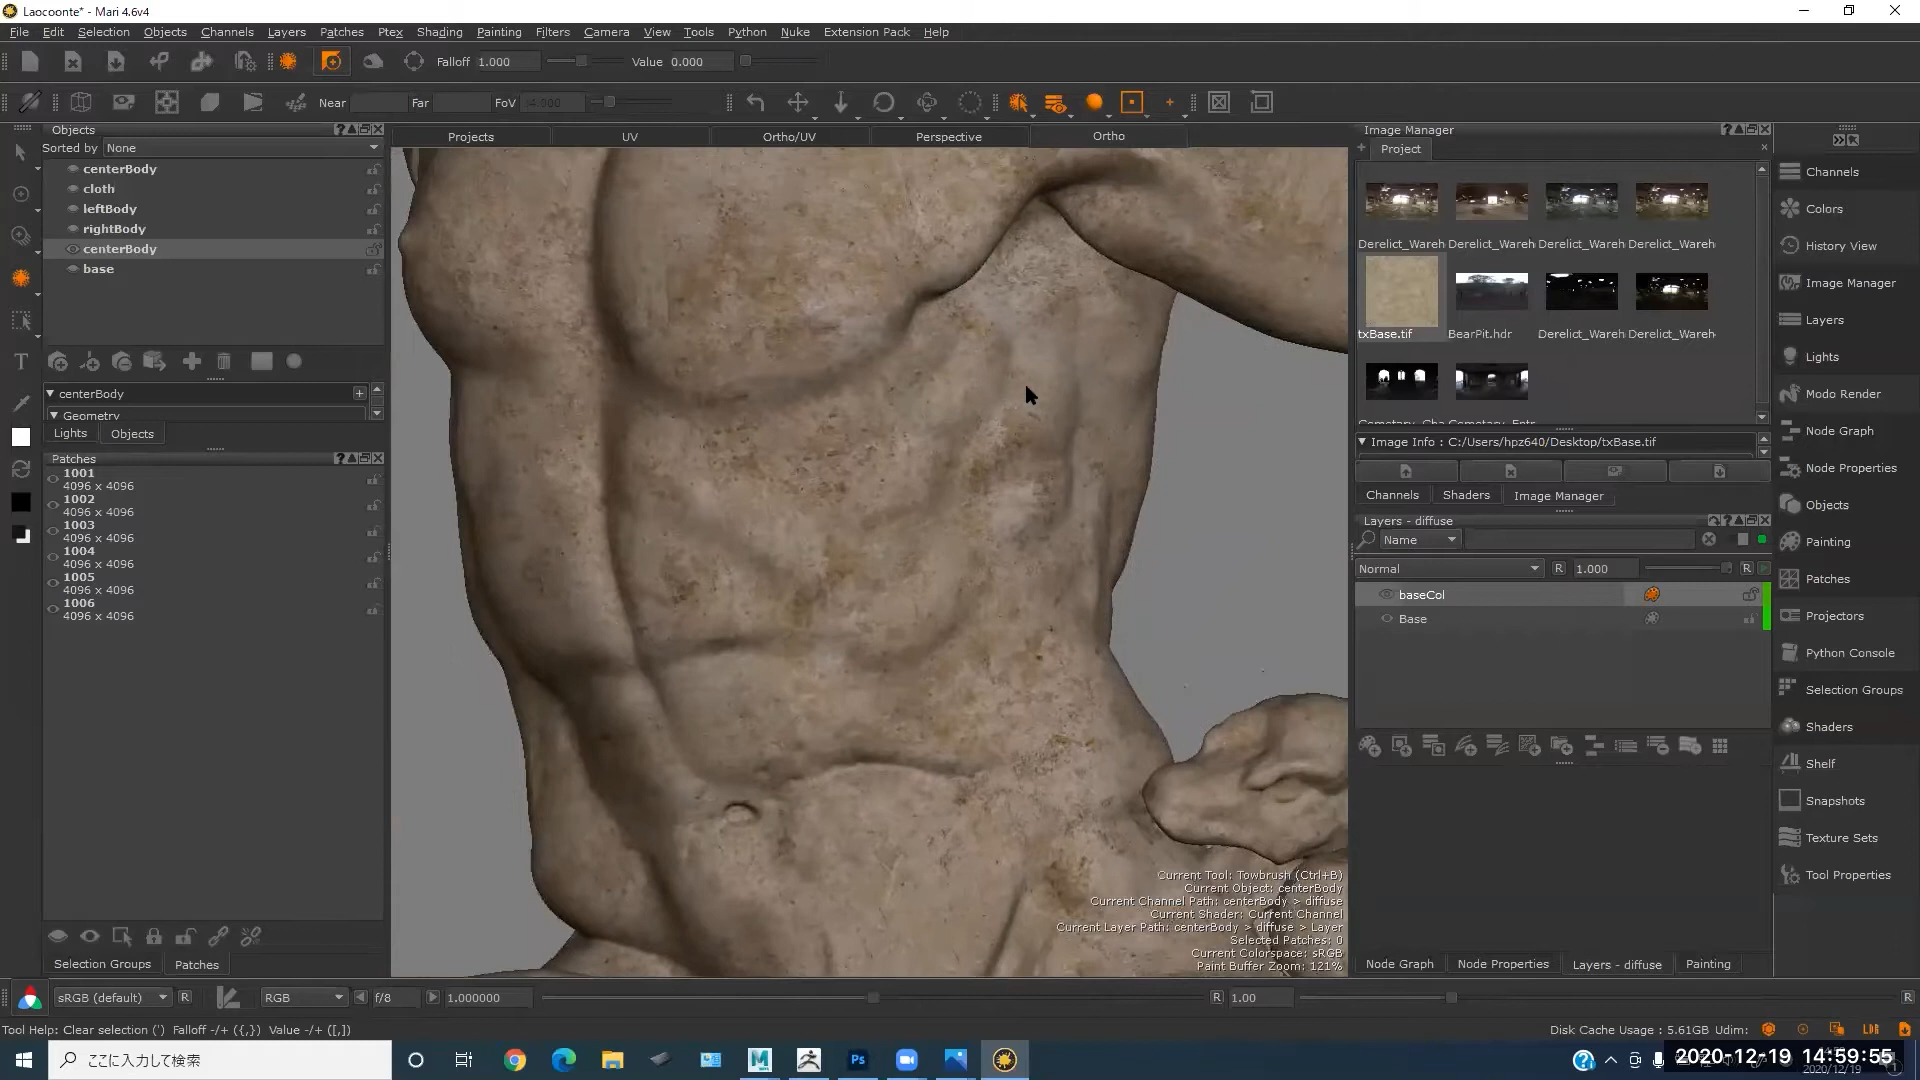 Laocoonte* - Mari 4.6v4
File Edit Selection Objects Channels Layers Patches Ptex Shading Painting Filters Camera View Tools Python Nuke Extension Pack Help
Falloff 1.000 Value 0.000
Near Far FoV
Objects
Sorted by None
centerBody
cloth
leftBody
rightBody
centerBody
base
centerBody
Geometry
Lights Objects
Patches
1001
4096 x 4096
1002
4096 x 4096
1003
4096 x 4096
1004
4096 x 4096
1005
4096 x 4096
1006
4096 x 4096
Selection Groups Patches
Projects UV Ortho/UV Perspective Ortho
Current Tool: Towbrush (Ctrl+B)
Current Object: centerBody
Current Channel Path: centerBody > diffuse
Current Shader: Current Channel
Current Layer Path: centerBody > diffuse > Layer
Selected Patches: 0
Current Colorspace: sRGB
Paint Buffer Zoom: 121%
Image Manager
Project
Derelict_Wareh Derelict_Wareh Derelict_Wareh Derelict_Wareh
txBase.tif BearPit.hdr Derelict_Wareh Derelict_Wareh
Image Info : C:/Users/hpz640/Desktop/txBase.tif
Channels Shaders Image Manager
Layers - diffuse
Name
Normal R 1.000 R
baseCol
Base
Node Graph Node Properties Layers - diffuse Painting
Channels
Colors
History View
Image Manager
Layers
Lights
Modo Render
Node Graph
Node Properties
Objects
Painting
Patches
Projectors
Python Console
Selection Groups
Shaders
Shelf
Snapshots
Texture Sets
Tool Properties
sRGB (default) R RGB f/8 1.000000 R 1.00 R
Tool Help: Clear selection (') Falloff -/+ ({,}) Value -/+ ([,])
Disk Cache Usage : 5.61GB Udim:
LDR
ここに入力して検索
2020-12-19 14:59:55
2020/12/19